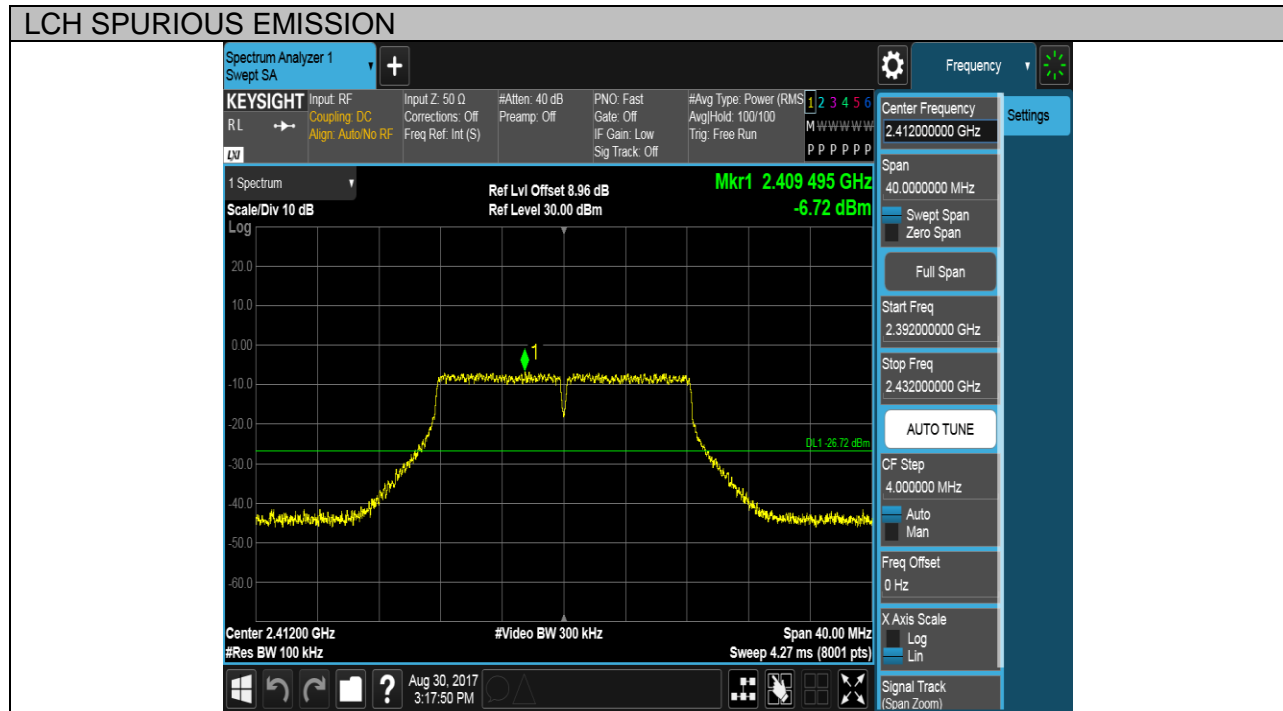 LCH SPURIOUS EMISSION
Spectrum Analyzer 1
Swept SA
+
Frequency
KEYSIGHT
RL
LXI
Input: RF
Coupling: DC
Align: Auto/No RF
Input Z: 50 Ω
Corrections: Off
Freq Ref: Int (S)
#Atten: 40 dB
Preamp: Off
PNO: Fast
Gate: Off
IF Gain: Low
Sig Track: Off
#Avg Type: Power (RMS
Avg|Hold: 100/100
Trig: Free Run
1 2 3 4 5 6
M W W W W W
P P P P P P
Center Frequency
2.412000000 GHz
Settings
1 Spectrum
Scale/Div 10 dB
Log
Ref Lvl Offset 8.96 dB
Ref Level 30.00 dBm
Mkr1 2.409 495 GHz
-6.72 dBm
20.0
10.0
0.00
-10.0
-20.0
-30.0
-40.0
-50.0
-60.0
1
DL1 -26.72 dBm
Center 2.41200 GHz
#Res BW 100 kHz
#Video BW 300 kHz
Span 40.00 MHz
Sweep 4.27 ms (8001 pts)
Span
40.0000000 MHz
Swept Span
Zero Span
Full Span
Start Freq
2.392000000 GHz
Stop Freq
2.432000000 GHz
AUTO TUNE
CF Step
4.000000 MHz
Auto
Man
Freq Offset
0 Hz
X Axis Scale
Log
Lin
Signal Track
(Span Zoom)
?
Aug 30, 2017
3:17:50 PM